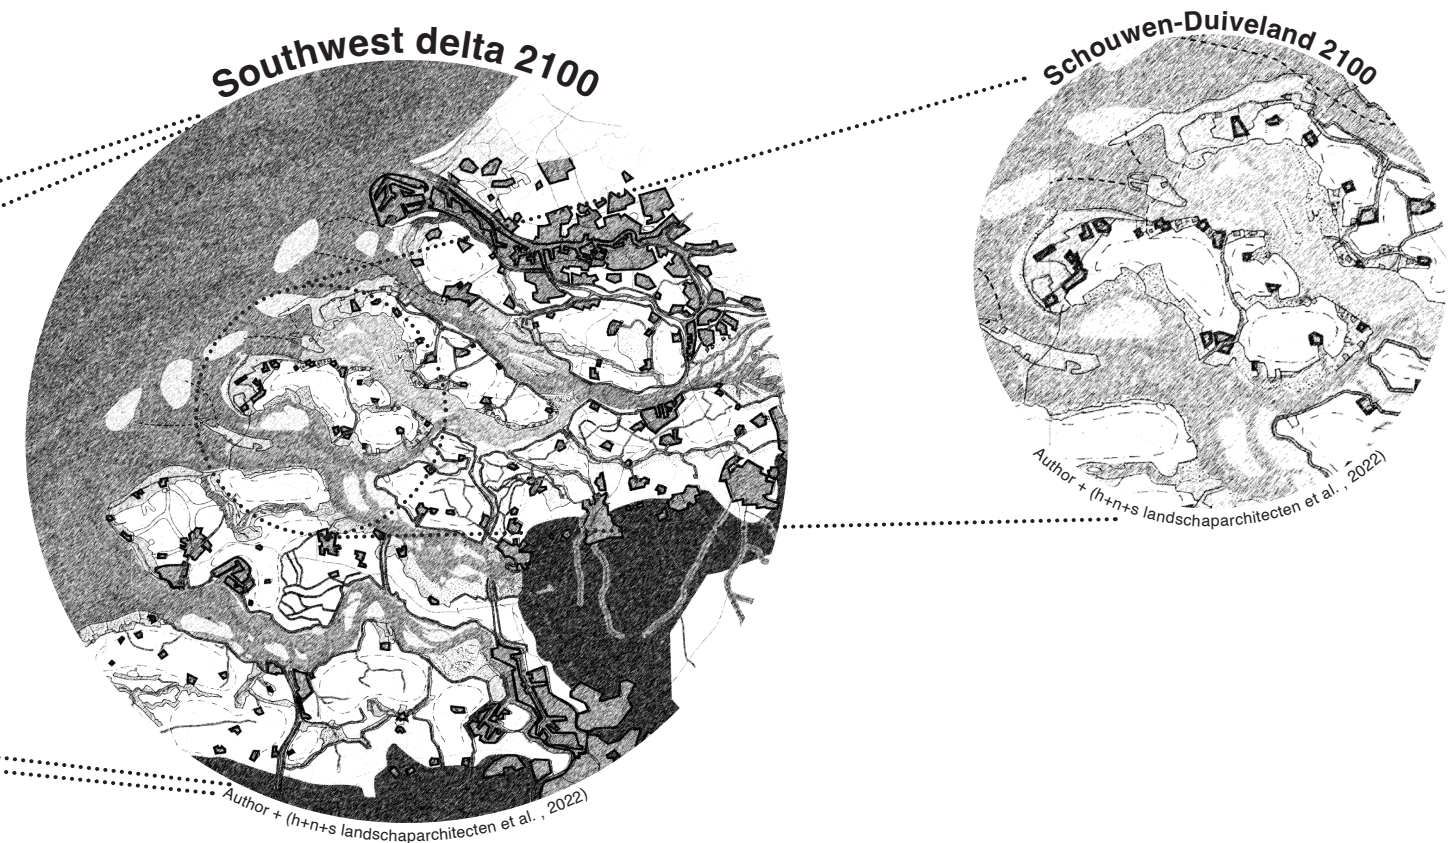 Southwest delta 2100
Schouwen-Duiveland 2100
Author + (h+n+s landschaparchitecten et al. , 2022)
Author + (h+n+s landschaparchitecten et al. , 2022)